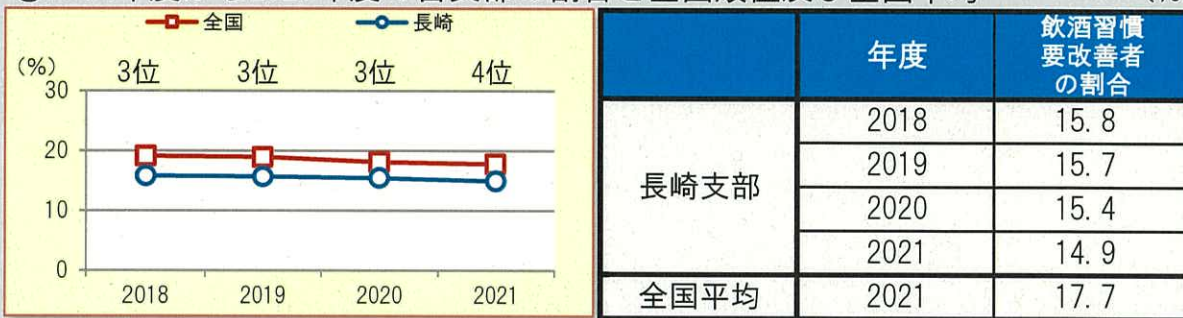 全国 長崎
(%) 3位 3位 3位 4位
30
20
10
0
2018 2019 2020 2021
年度 飲酒習慣
要改善者
の割合
長崎支部 2018 15.8
2019 15.7
2020 15.4
2021 14.9
全国平均 2021 17.7